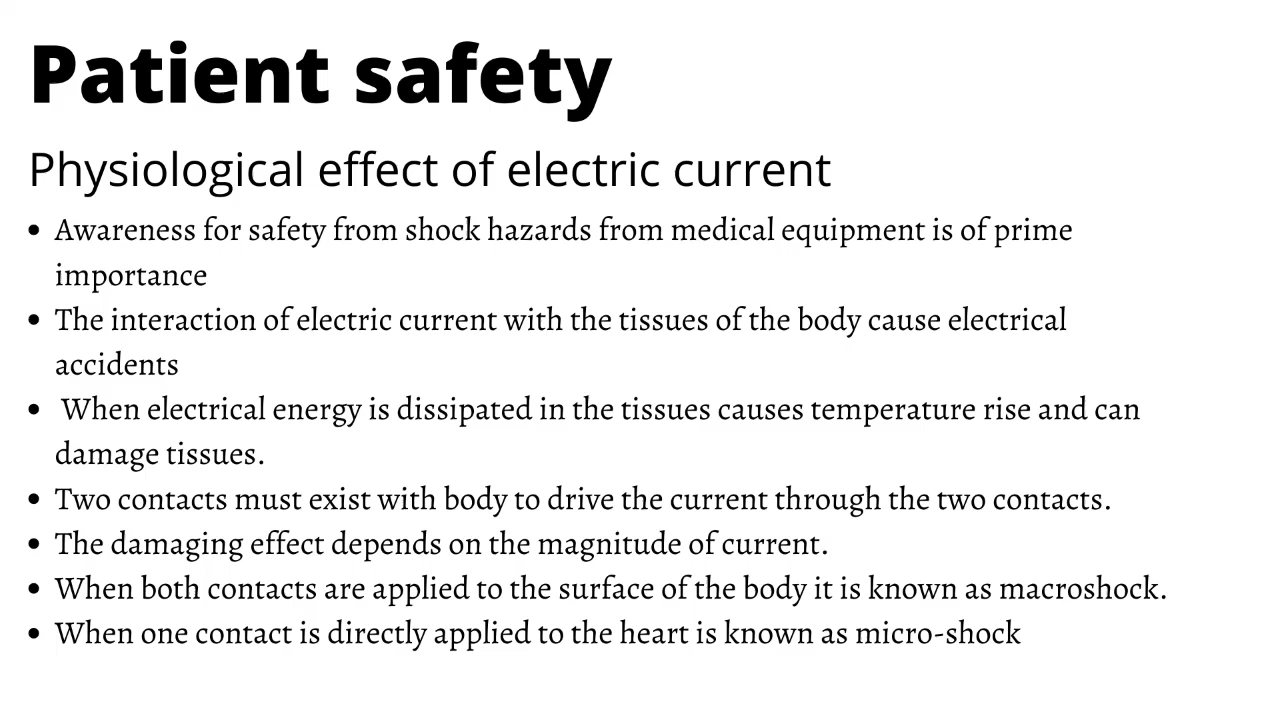 Patient safety
Physiological effect of electric current
• Awareness for safety from shock hazards from medical equipment is of prime
importance
• The interaction of electric current with the tissues of the body cause electrical
accidents
• When electrical energy is dissipated in the tissues causes temperature rise and can
damage tissues.
• Two contacts must exist with body to drive the current through the two contacts.
• The damaging effect depends on the magnitude of current.
• When both contacts are applied to the surface of the body it is known as macroshock.
• When one contact is directly applied to the heart is known as micro-shock